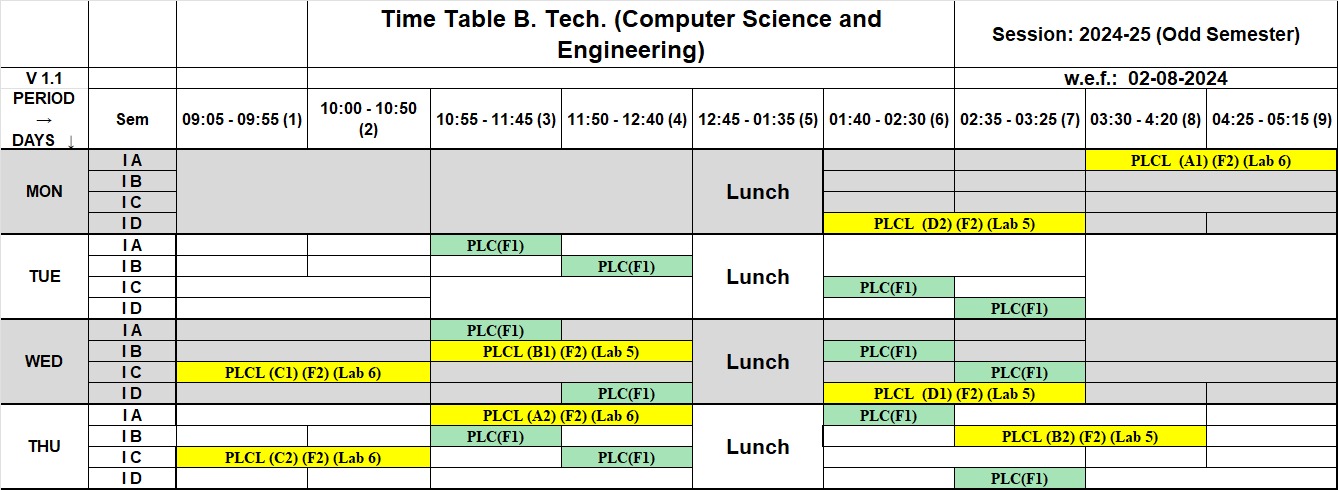 Time Table B. Tech. (Computer Science and
Engineering)
Session: 2024-25 (Odd Semester)
V 1.1
w.e.f.: 02-08-2024
PERIOD
→
DAYS ↓
Sem
09:05 - 09:55 (1)
10:00 - 10:50
(2)
10:55 - 11:45 (3)
11:50 - 12:40 (4)
12:45 - 01:35 (5)
01:40 - 02:30 (6)
02:35 - 03:25 (7)
03:30 - 4:20 (8)
04:25 - 05:15 (9)
MON
Lunch
I A
PLCL (A1) (F2) (Lab 6)
I B
I C
I D
PLCL (D2) (F2) (Lab 5)
TUE
Lunch
I A
PLC(F1)
I B
PLC(F1)
I C
PLC(F1)
I D
PLC(F1)
WED
Lunch
I A
PLC(F1)
I B
PLCL (B1) (F2) (Lab 5)
PLC(F1)
I C
PLCL (C1) (F2) (Lab 6)
PLC(F1)
I D
PLC(F1)
PLCL (D1) (F2) (Lab 5)
THU
Lunch
I A
PLCL (A2) (F2) (Lab 6)
PLC(F1)
I B
PLC(F1)
PLCL (B2) (F2) (Lab 5)
I C
PLCL (C2) (F2) (Lab 6)
PLC(F1)
I D
PLC(F1)